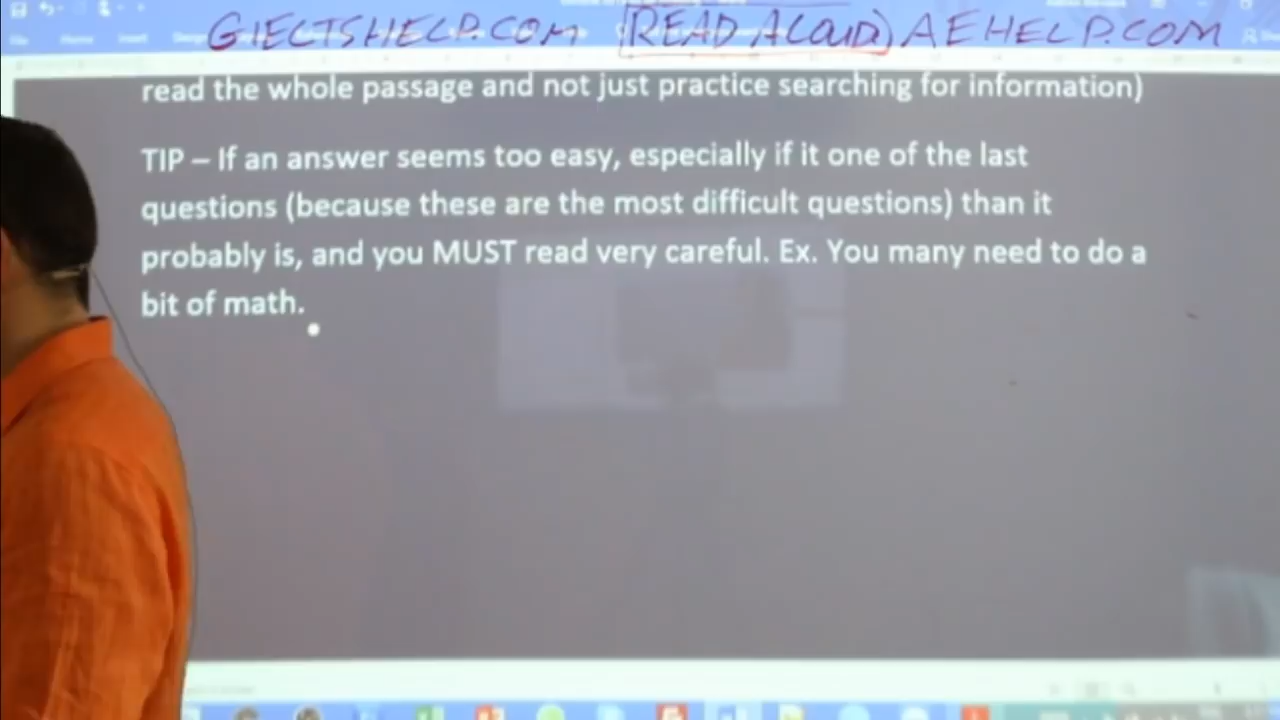 GIELTSHELP.COM READ ALOUD AEHELP.COM
read the whole passage and not just practice searching for information)
TIP – If an answer seems too easy, especially if it one of the last
questions (because these are the most difficult questions) than it
probably is, and you MUST read very careful. Ex. You many need to do a
bit of math.